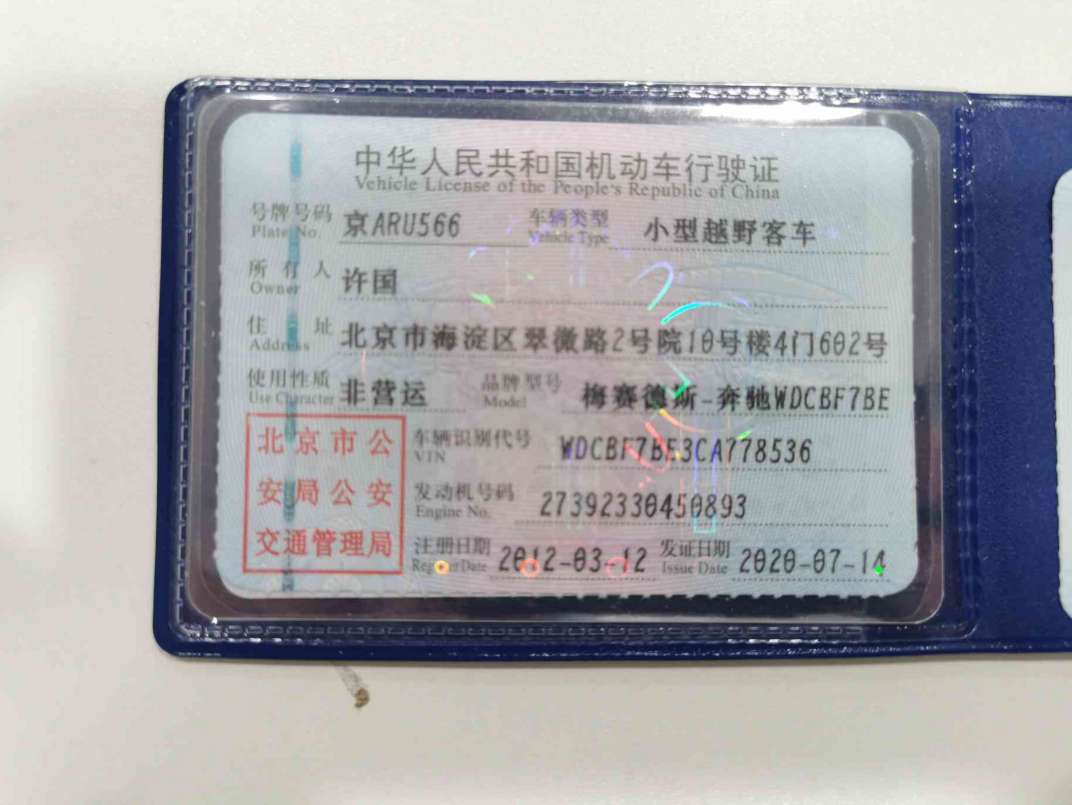 中华人民共和国机动车行驶证
Vehicle License of the People's Republic of China
号牌号码 京ARU566 车辆类型 小型越野客车
Plate No. Vehicle Type
所有人 许国
Owner
住址 北京市海淀区翠微路2号院10号楼4门602号
Address
使用性质 非营运 品牌型号 梅赛德斯-奔驰WDCBF7BE
Use Character Model
车辆识别代号 WDCBF7BE3CA778536
VIN
发动机号码 27392330450893
Engine No.
注册日期 2012-03-12 发证日期 2020-07-14
Register Date Issue Date
北京市公
安局公安
交通管理局